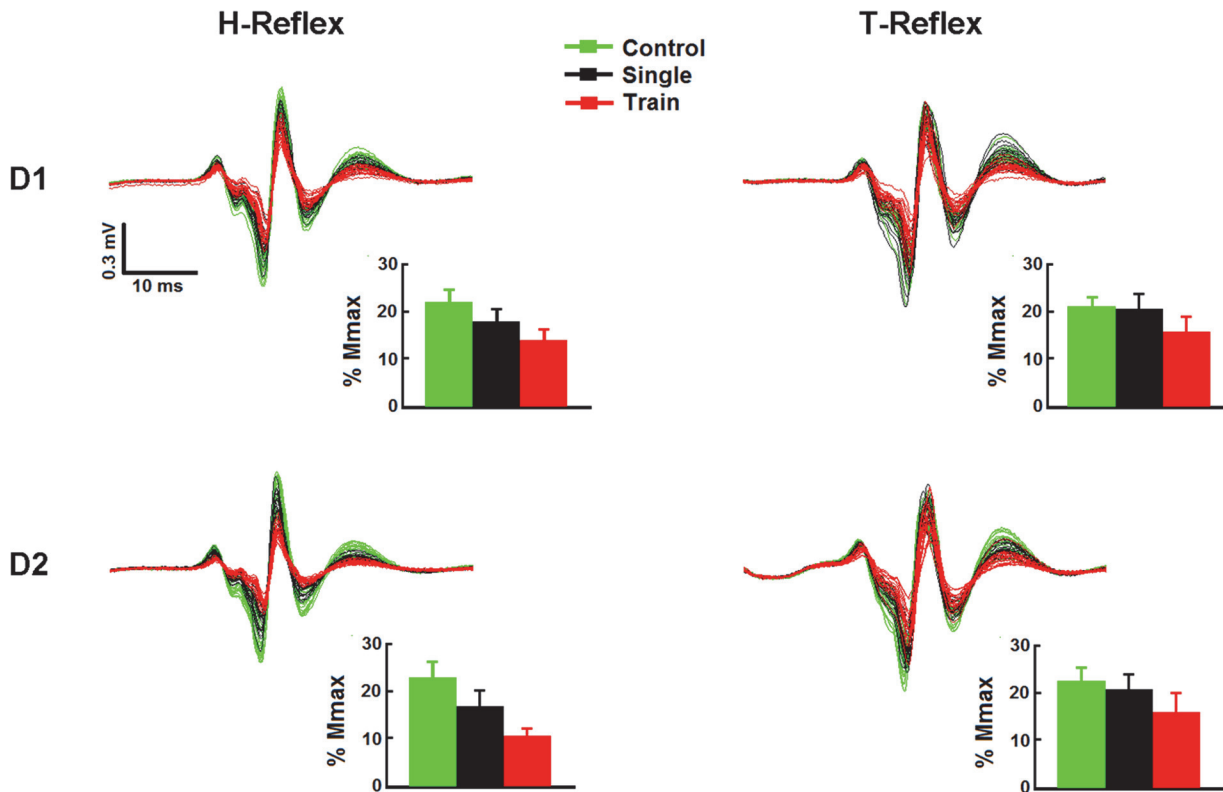 H-Reflex
T-Reflex
Control
Single
Train
D1
0.3 mV
10 ms
% Mmax
30
20
10
0
% Mmax
30
20
10
0
D2
% Mmax
30
20
10
0
% Mmax
30
20
10
0